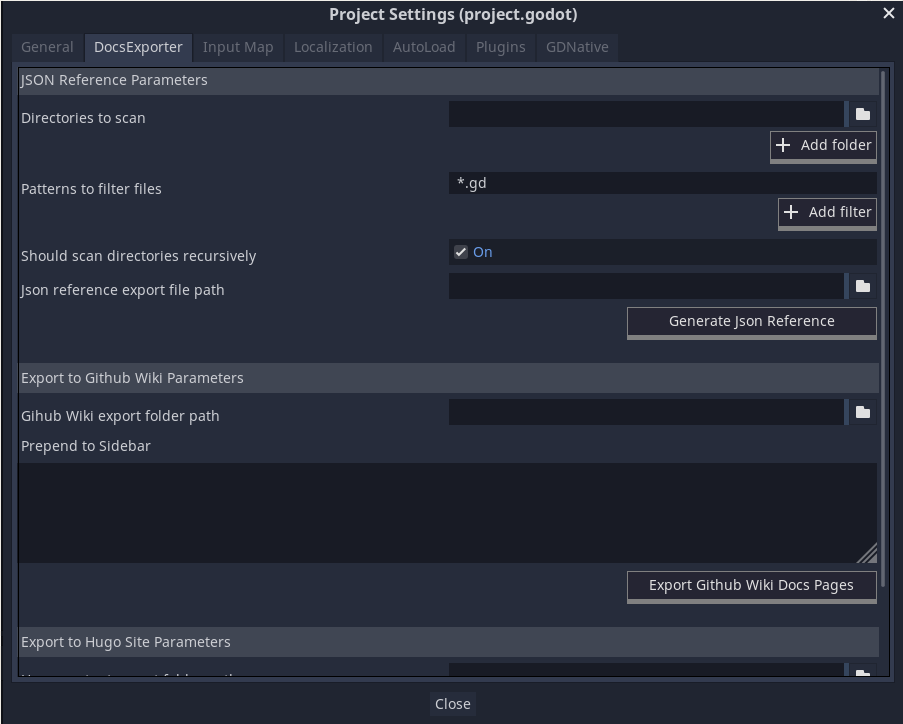 Project Settings (project.godot)
General DocsExporter Input Map Localization AutoLoad Plugins GDNative
JSON Reference Parameters
Directories to scan
Add folder
Patterns to filter files *.gd
Add filter
Should scan directories recursively On
Json reference export file path
Generate Json Reference
Export to Github Wiki Parameters
Gihub Wiki export folder path
Prepend to Sidebar
Export Github Wiki Docs Pages
Export to Hugo Site Parameters
Close